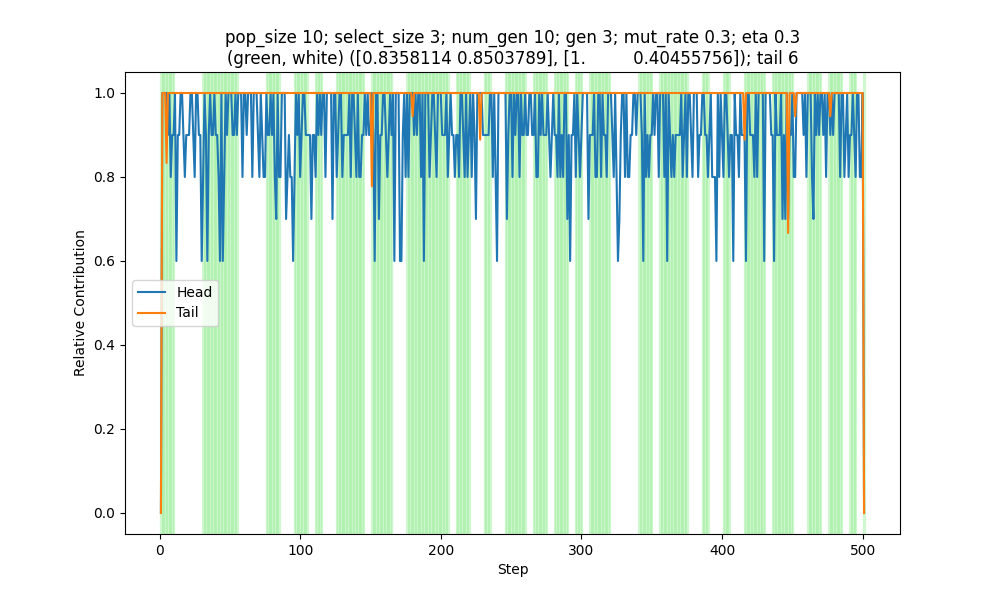 pop_size 10; select_size 3; num_gen 10; gen 3; mut_rate 0.3; eta 0.3
(green, white) ([0.8358114 0.8503789], [1.         0.40455756]); tail 6
1.0
0.8
0.6
0.4
0.2
0.0
Relative Contribution
Head
Tail
0
100
200
300
400
500
Step